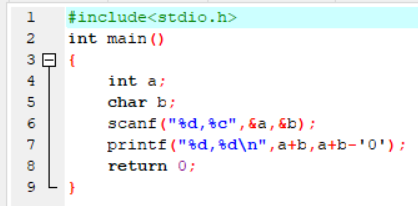 1 #include<stdio.h>
2 int main()
3 {
4 int a;
5 char b;
6 scanf("%d,%c",&a,&b);
7 printf("%d,%d\n",a+b,a+b-'0');
8 return 0;
9 }